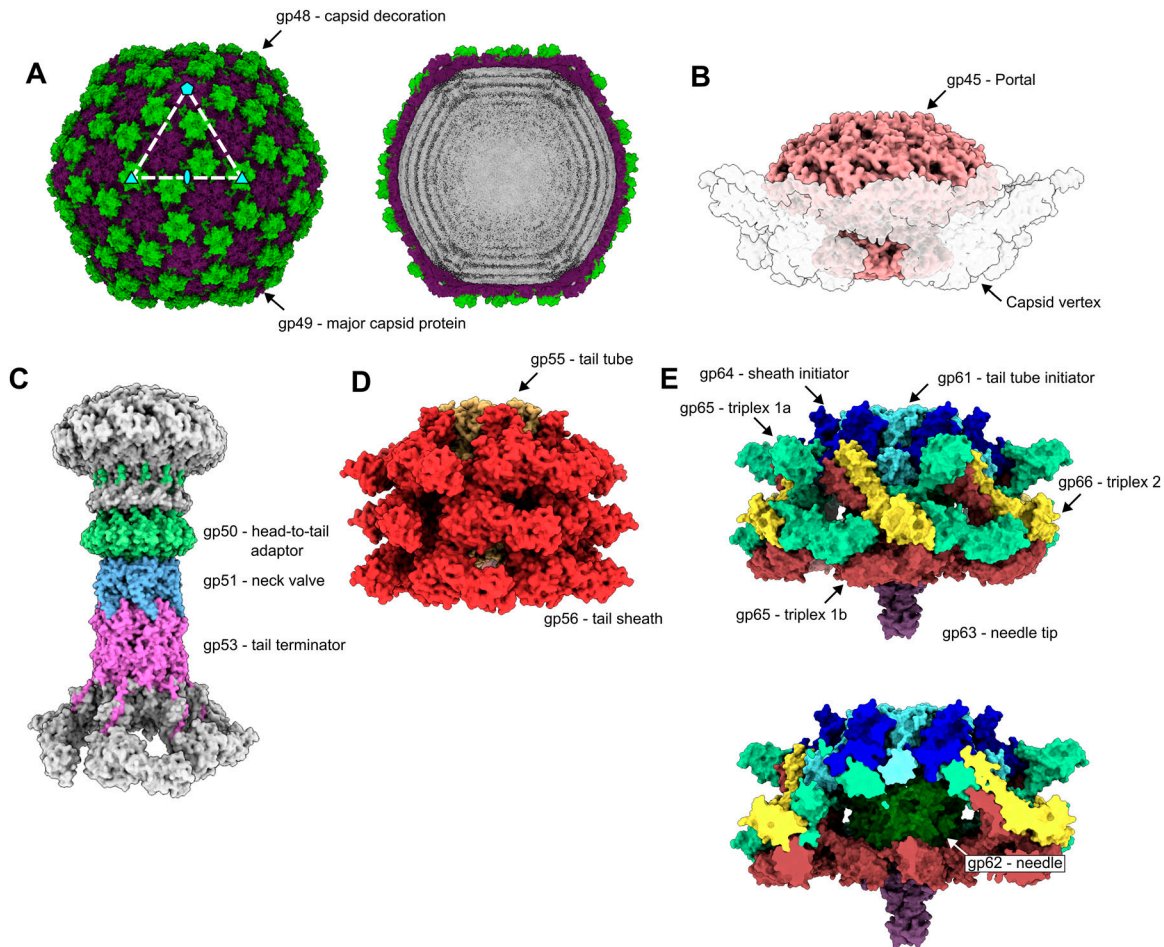 A
gp48 - capsid decoration
gp49 - major capsid protein
B
gp45 - Portal
Capsid vertex
C
gp50 - head-to-tail
adaptor
gp51 - neck valve
gp53 - tail terminator
D
gp55 - tail tube
gp56 - tail sheath
E
gp64 – sheath initiator
gp61 - tail tube initiator
gp65 - triplex 1a
gp66 - triplex 2
gp65 - triplex 1b
gp63 - needle tip
gp62 - needle